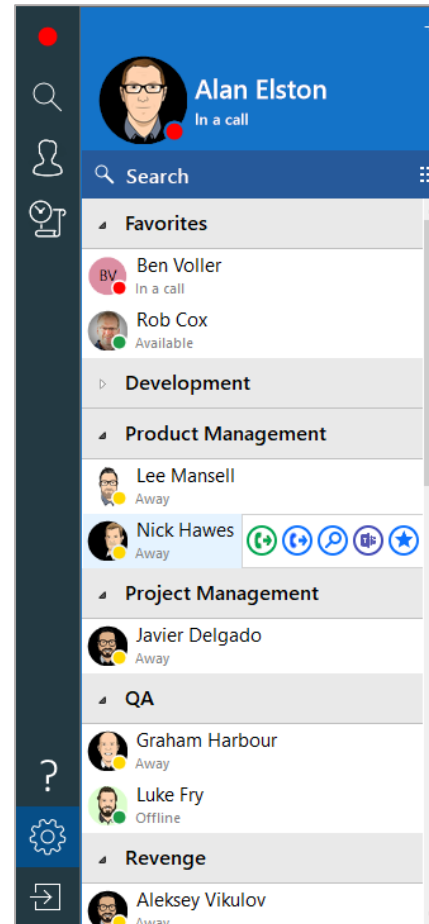 Alan Elston
In a call
Search
Favorites
BV
Ben Voller
In a call
Rob Cox
Available
Development
Product Management
Lee Mansell
Away
Nick Hawes
Away
Project Management
Javier Delgado
Away
QA
Graham Harbour
Away
?
Luke Fry
Offline
Revenge
Aleksey Vikulov
Away